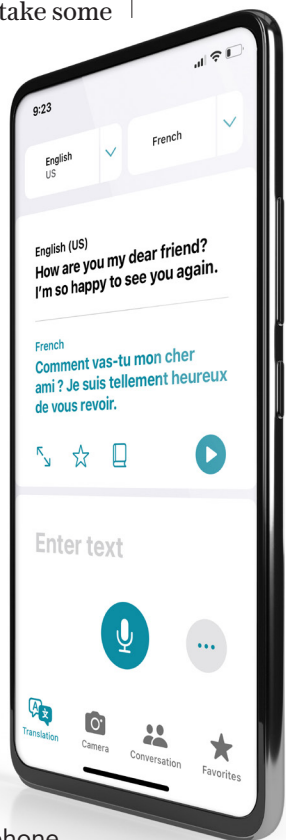 take some
9:23
English
US
French
English (US)
How are you my dear friend?
I'm so happy to see you again.
French
Comment vas-tu mon cher
ami ? Je suis tellement heureux
de vous revoir.
Enter text
Translation
Camera
Conversation
Favorites
phone